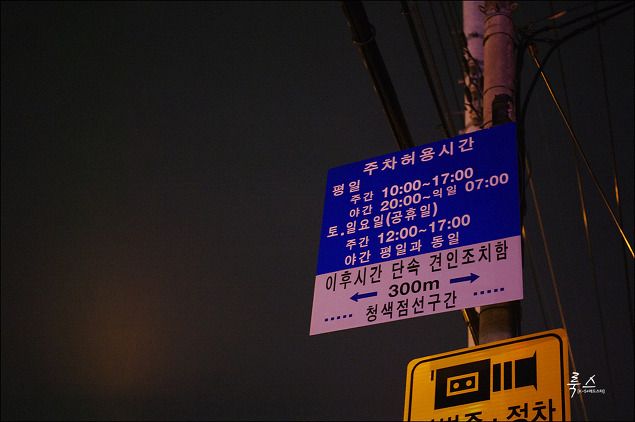 주차허용시간
평일
주간 10:00~17:00
야간 20:00~익일 07:00
토.일요일(공휴일)
주간 12:00~17:00
야간 평일과 동일
이후시간 단속 견인조치함
← 300m →
..... 청색점선구간 .....
룩스